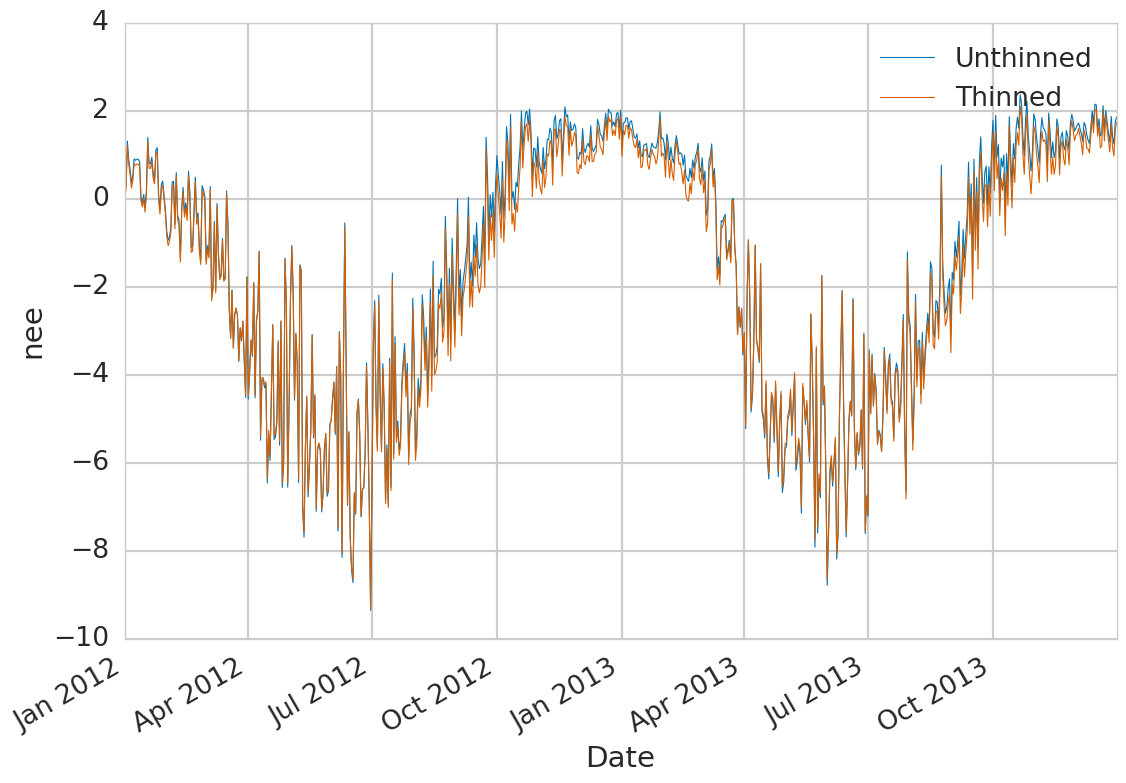 4
2
0
−2
−4
−6
−8
−10
nee
Unthinned
Thinned
Jan 2012
Apr 2012
Jul 2012
Oct 2012
Jan 2013
Apr 2013
Jul 2013
Oct 2013
Date